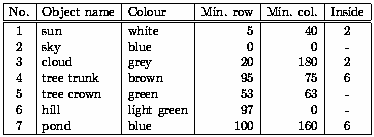 No. Object name Colour Min. row Min. col. Inside
1 sun white 5 40 2
2 sky blue 0 0 -
3 cloud grey 20 180 2
4 tree trunk brown 95 75 6
5 tree crown green 53 63 -
6 hill light green 97 0 -
7 pond blue 100 160 6